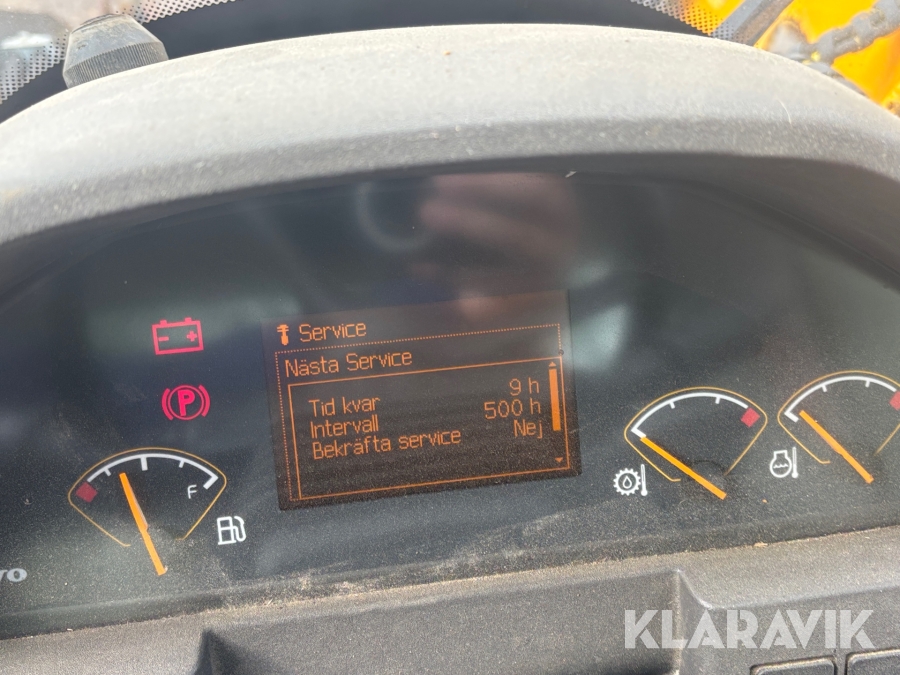 Service
Nästa Service
Tid kvar 9 h
Intervall 500 h
Bekräfta service Nej
P
F
KLARAVIK